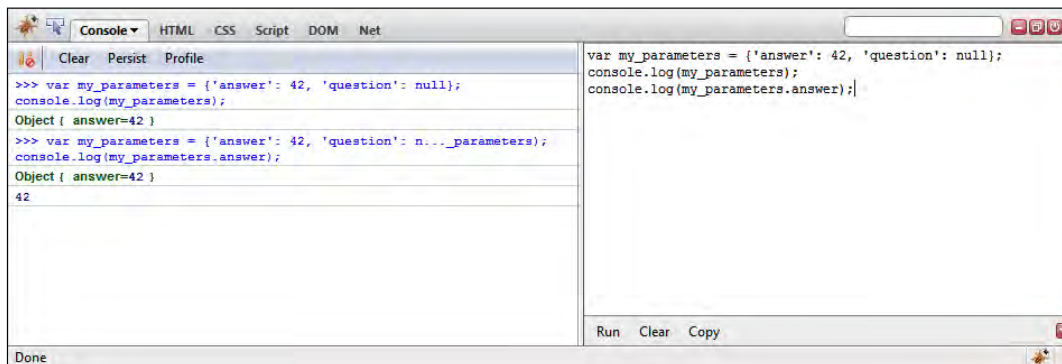 Console HTML CSS Script DOM Net
Clear Persist Profile
>>> var my_parameters = {'answer': 42, 'question': null};
console.log(my_parameters);
Object { answer=42 }
>>> var my_parameters = {'answer': 42, 'question': n..._parameters);
console.log(my_parameters.answer);
Object { answer=42 }
42
var my_parameters = {'answer': 42, 'question': null};
console.log(my_parameters);
console.log(my_parameters.answer);
Run Clear Copy
Done